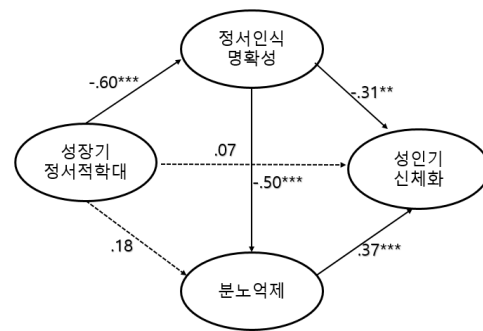 정서인식
명확성
-.60***
-.31**
성장기
정서적학대
.07
성인기
신체화
-.50***
.18
.37***
분노억제